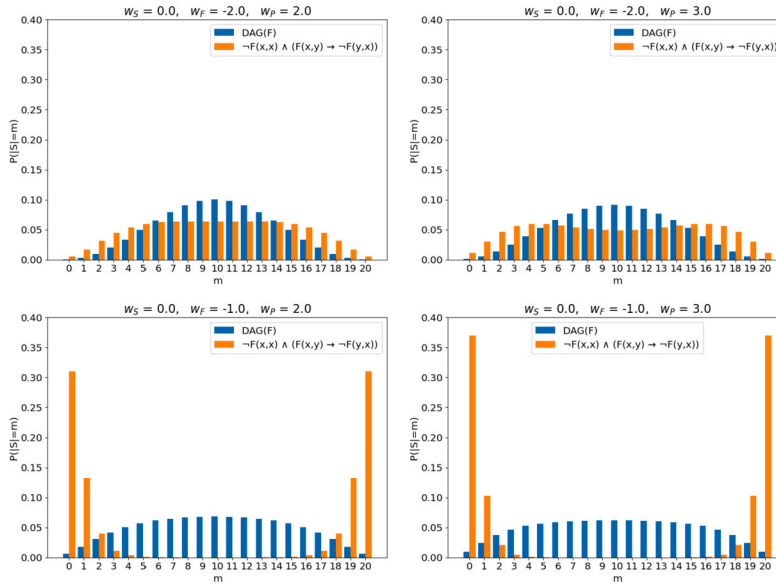 w_S = 0.0, w_F = -2.0, w_P = 2.0
0.40
0.35
0.30
0.25
0.20
0.15
0.10
0.05
0.00
P(|S|=m)
DAG(F)
¬F(x,x) ∧ (F(x,y) → ¬F(y,x))
0 1 2 3 4 5 6 7 8 9 10 11 12 13 14 15 16 17 18 19 20
m
w_S = 0.0, w_F = -2.0, w_P = 3.0
0.40
0.35
0.30
0.25
0.20
0.15
0.10
0.05
0.00
P(|S|=m)
DAG(F)
¬F(x,x) ∧ (F(x,y) → ¬F(y,x))
0 1 2 3 4 5 6 7 8 9 10 11 12 13 14 15 16 17 18 19 20
m
w_S = 0.0, w_F = -1.0, w_P = 2.0
0.40
0.35
0.30
0.25
0.20
0.15
0.10
0.05
0.00
P(|S|=m)
DAG(F)
¬F(x,x) ∧ (F(x,y) → ¬F(y,x))
0 1 2 3 4 5 6 7 8 9 10 11 12 13 14 15 16 17 18 19 20
m
w_S = 0.0, w_F = -1.0, w_P = 3.0
0.40
0.35
0.30
0.25
0.20
0.15
0.10
0.05
0.00
P(|S|=m)
DAG(F)
¬F(x,x) ∧ (F(x,y) → ¬F(y,x))
0 1 2 3 4 5 6 7 8 9 10 11 12 13 14 15 16 17 18 19 20
m